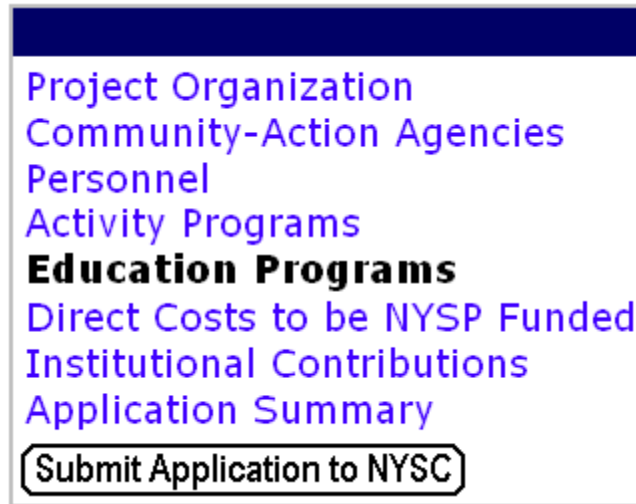 Project Organization
Community-Action Agencies
Personnel
Activity Programs
Education Programs
Direct Costs to be NYSP Funded
Institutional Contributions
Application Summary
Submit Application to NYSC